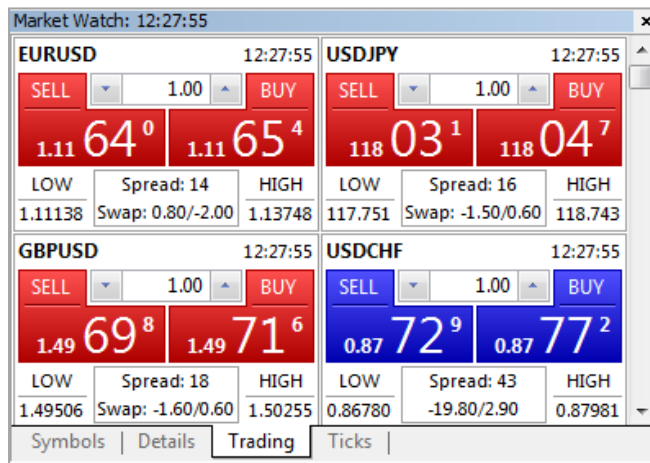 Market Watch: 12:27:55
EURUSD 12:27:55
SELL 1.00 BUY
1.11 64 0 1.11 65 4
LOW Spread: 14 HIGH
1.11138 Swap: 0.80/-2.00 1.13748
USDJPY 12:27:55
SELL 1.00 BUY
118 03 1 118 04 7
LOW Spread: 16 HIGH
117.751 Swap: -1.50/0.60 118.743
GBPUSD 12:27:55
SELL 1.00 BUY
1.49 69 8 1.49 71 6
LOW Spread: 18 HIGH
1.49506 Swap: -1.60/0.60 1.50255
USDCHF 12:27:55
SELL 1.00 BUY
0.87 72 9 0.87 77 2
LOW Spread: 43 HIGH
0.86780 -19.80/2.90 0.87981
Symbols | Details | Trading | Ticks |